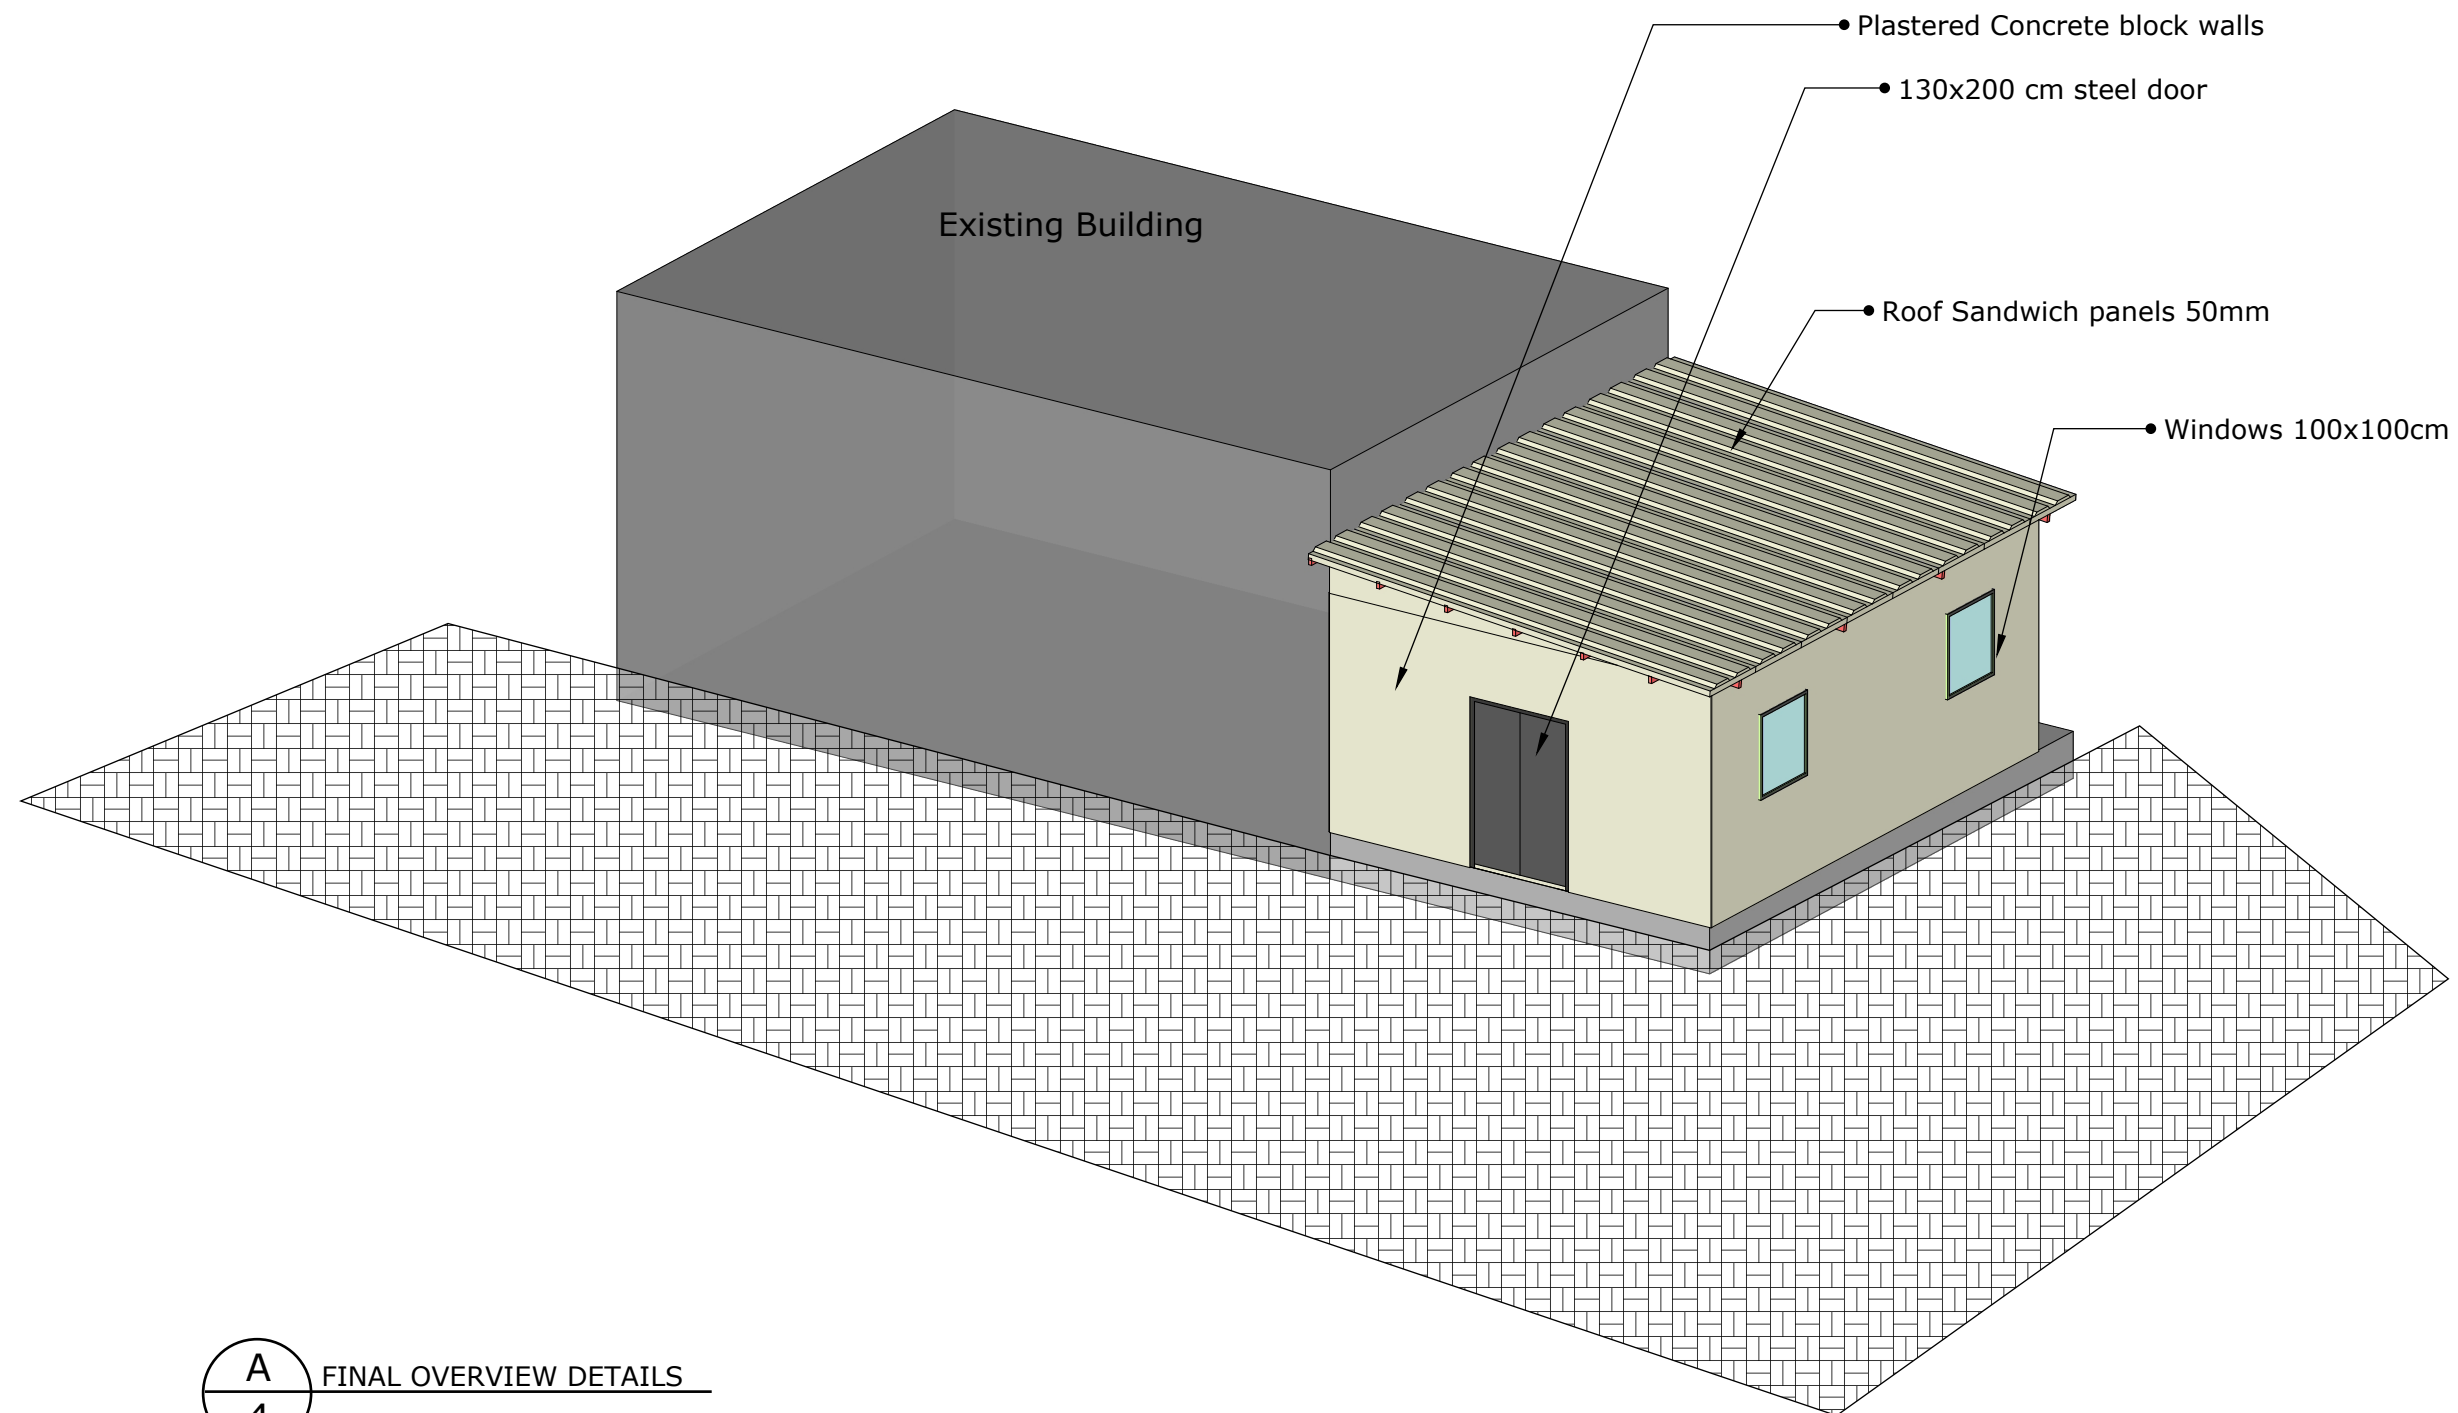 Plastered Concrete block walls
130x200 cm steel door
Existing Building
Roof Sandwich panels 50mm
Windows 100x100cm
A
FINAL OVERVIEW DETAILS